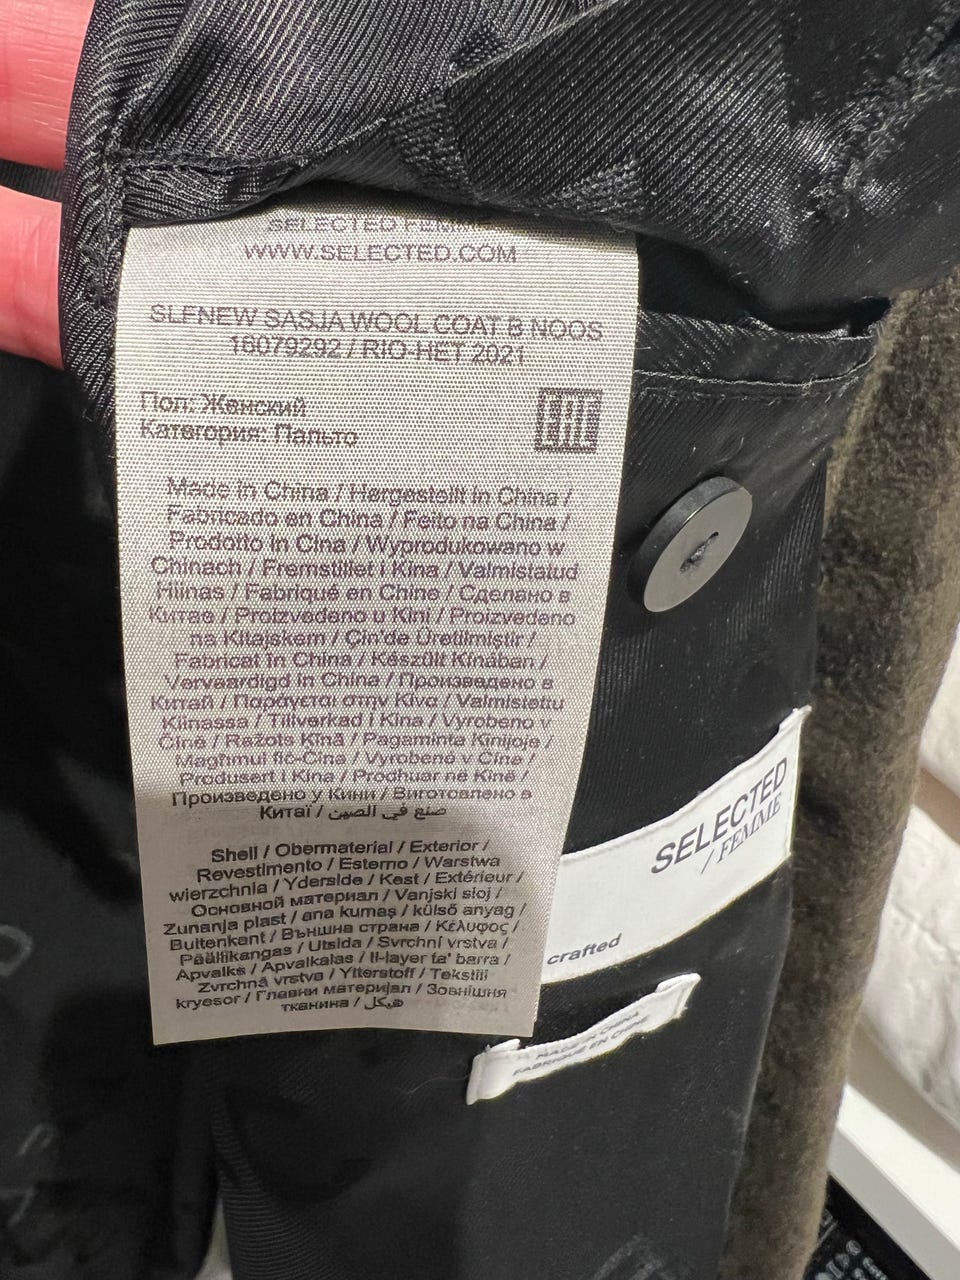 SELECTED FEMME
WWW.SELECTED.COM
SLFNEW SASJA WOOL COAT B NOOS
16079292 / RIO-HET 2021
Пол: Женский
Категория: Пальто
EAC
Made in China / Hergestellt in China /
Fabricado en China / Feito na China /
Prodotto in Cina / Wyprodukowano w
Chinach / Fremstillet i Kina / Valmistatud
Hiinas / Fabriqué en Chine / Сделано в
Китае / Proizvedeno u Kini / Proizvedeno
na Kitajskem / Çin'de Üretilmiştir /
Fabricat în China / Készült Kínában /
Vervaardigd in China / Произведено в
Китай / Παράγεται στην Κίνα / Valmistettu
Kiinassa / Tillverkad i Kina / Vyrobeno v
Číně / Ražots Ķīnā / Pagaminta Kinijoje /
Magħmul fiċ-Ċina / Vyrobené v Číne /
Produsert i Kina / Prodhuar në Kinë /
Произведено у Кини / Виготовлено в
Китаї / صنع في الصين
Shell / Obermaterial / Exterior /
Revestimento / Esterno / Warstwa
wierzchnia / Yderside / Kest / Extérieur /
Основной материал / Vanjski sloj /
Zunanja plast / ana kumaş / külső anyag /
Buitenkant / Външна страна / Κέλυφος /
Päällikangas / Utsida / Svrchní vrstva /
Apvalks / Apvalkalas / Il-layer ta' barra /
Zvrchná vrstva / Ytterstoff / Tekstili
kryesor / Главни материјал / Зовнішня
тканина / هيكل
SELECTED
/ FEMME
crafted
MADE IN CHINA
FABRIQUÉ EN CHINE